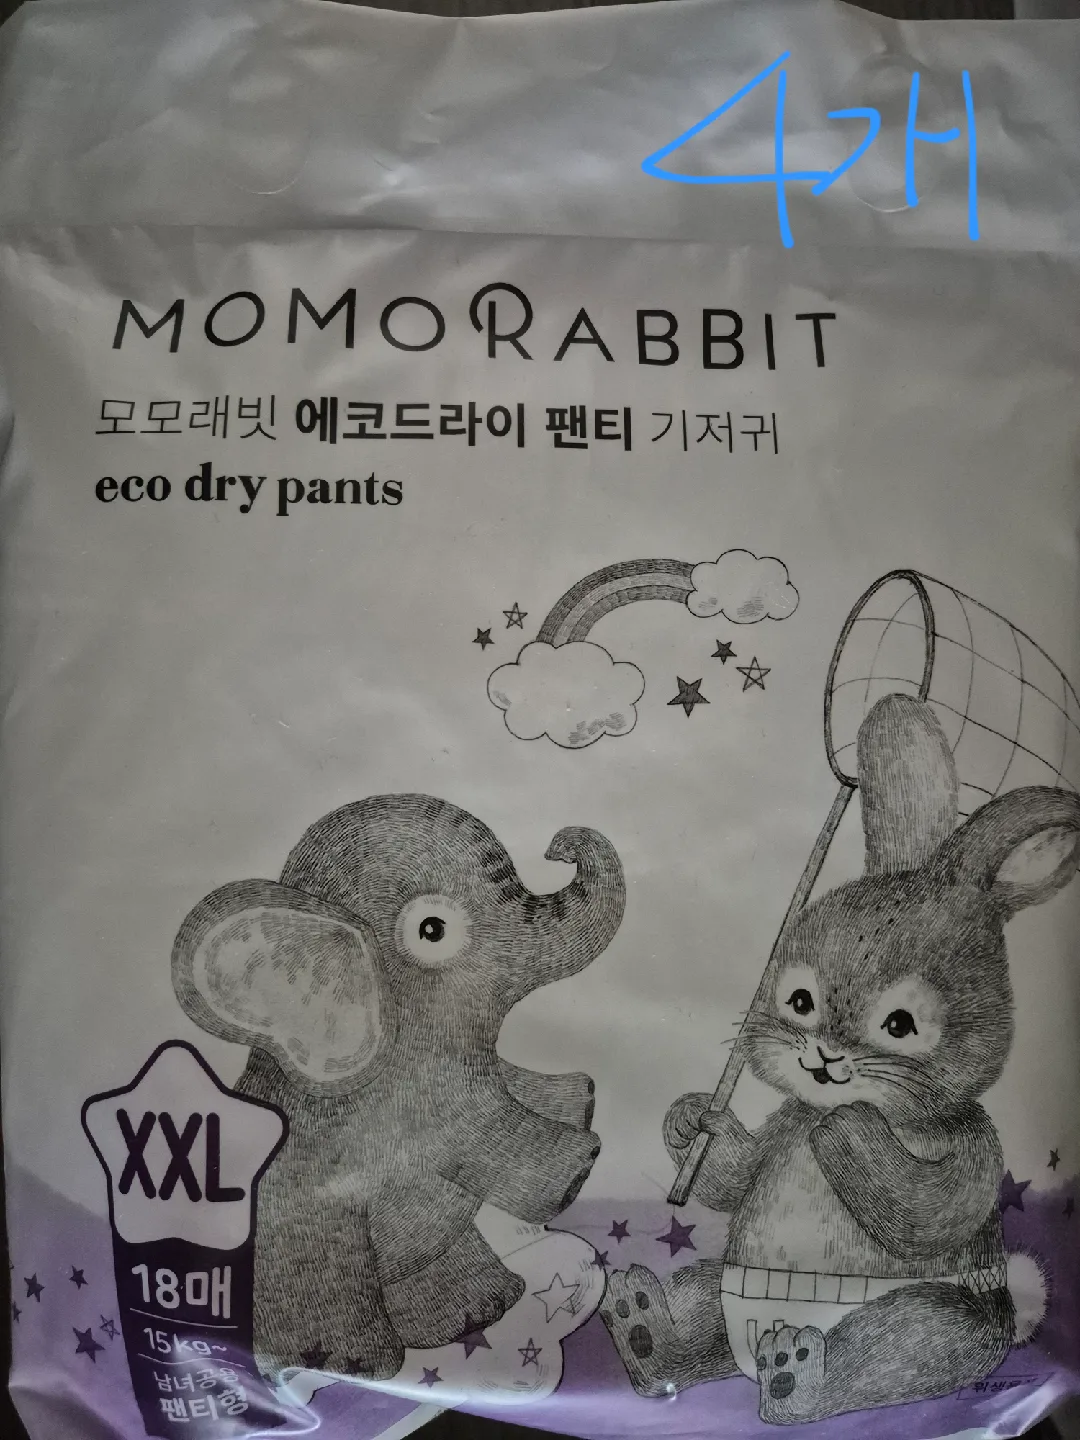 4개
MOMORABBIT
모모래빗 에코드라이 팬티 기저귀
eco dry pants
XXL
18매
15kg~
남녀공용
팬티형